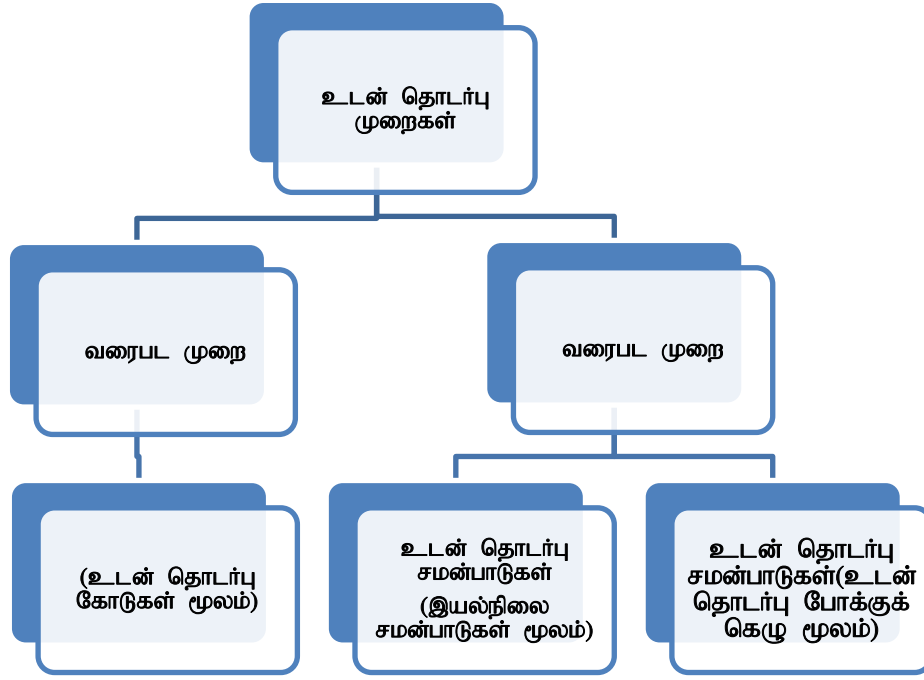 உடன் தொடர்பு
முறைகள்
வரைபட முறை
வரைபட முறை
(உடன் தொடர்பு
கோடுகள் மூலம்)
உடன் தொடர்பு
சமன்பாடுகள்
(இயல்நிலை
சமன்பாடுகள் மூலம்)
உடன் தொடர்பு
சமன்பாடுகள்(உடன்
தொடர்பு போக்குக்
கெழு மூலம்)